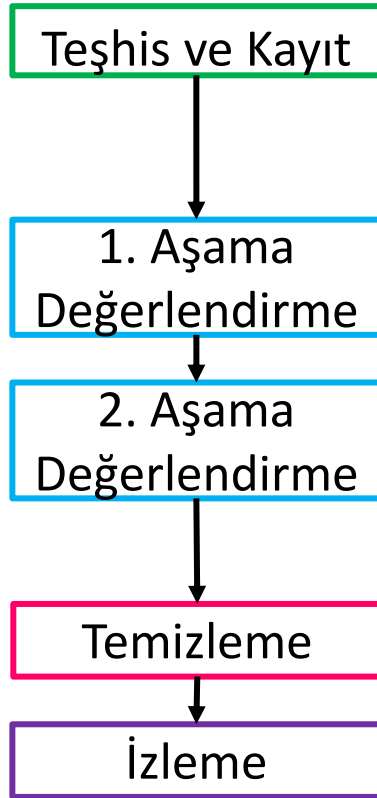 Teşhis ve Kayıt
1. Aşama
Değerlendirme
2. Aşama
Değerlendirme
Temizleme
İzleme